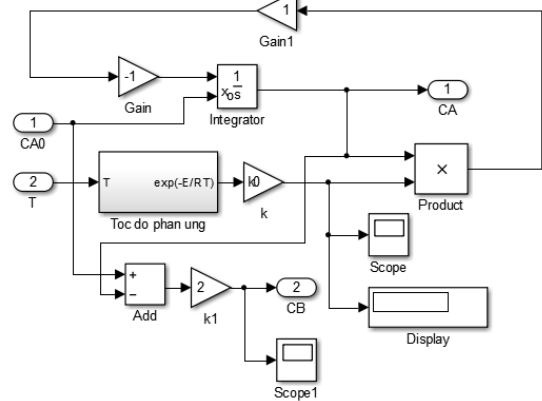 1
Gain1
-1
Gain
1
s
xo
Integrator
1
CA
1
CA0
2
T
T
exp(-E/RT)
Toc do phan ung
k0
k
×
Product
Scope
+
−
Add
2
k1
2
CB
Display
Scope1